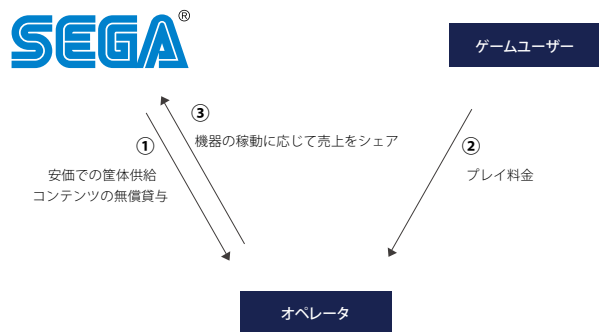 SEGA®
ゲームユーザー
③
機器の稼動に応じて売上をシェア
①
安価での筐体供給
コンテンツの無償貸与
②
プレイ料金
オペレータ